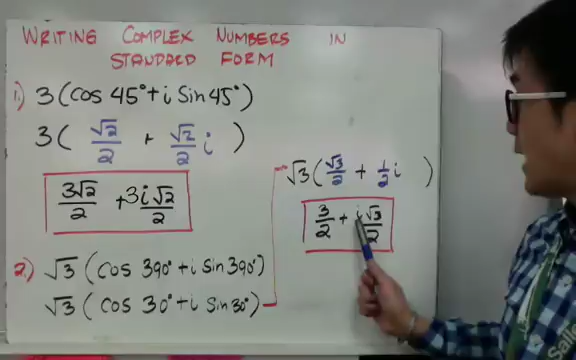 WRITING COMPLEX NUMBERS IN
STANDARD FORM
1.) 3(cos 45° + i sin 45°)
3( √2/2 + √2/2 i )
3√2/2 + 3i√2/2
2.) √3 (cos 390° + i sin 390°)
√3 (cos 30° + i sin 30°)
√3( √3/2 + 1/2 i )
3/2 + i√3/2